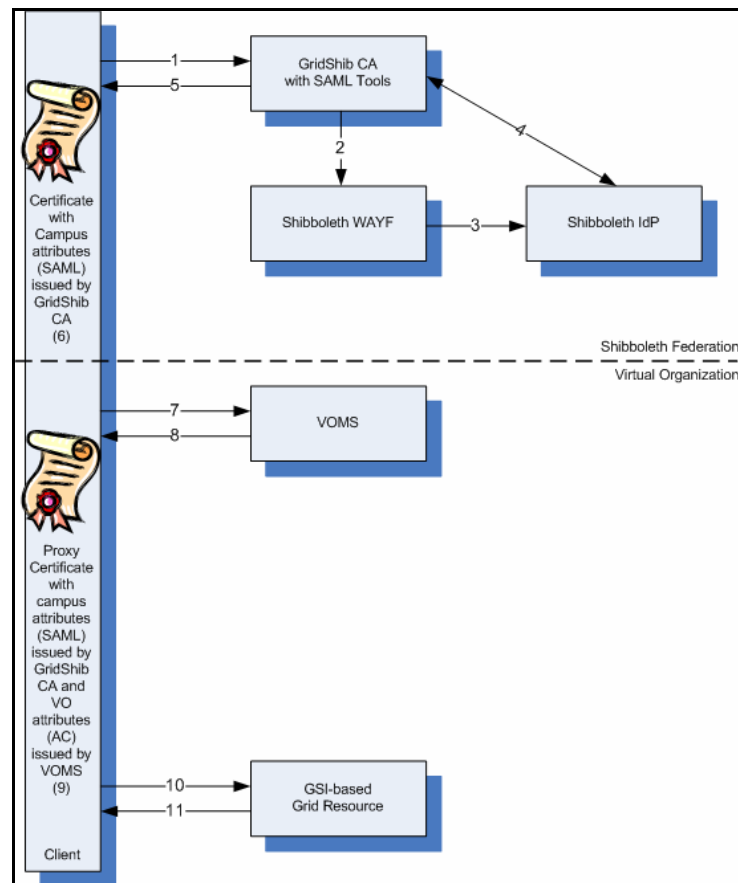 1
GridShib CA
with SAML Tools
5
4
2
Shibboleth WAYF
3
Shibboleth IdP
Certificate
with
Campus
attributes
(SAML)
issued by
GridShib
CA
(6)
Shibboleth Federation
Virtual Organization
7
VOMS
8
Proxy
Certificate
with
campus
attributes
(SAML)
issued by
GridShib
CA and
VO
attributes
(AC)
issued by
VOMS
(9)
10
GSI-based
Grid Resource
11
Client